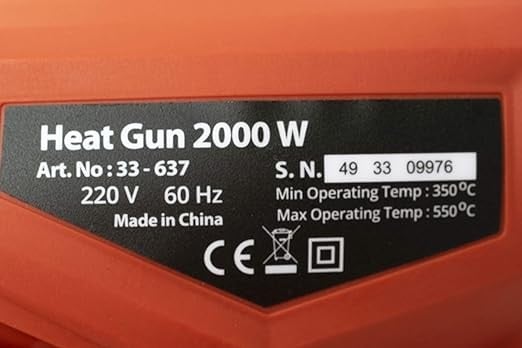 Heat Gun 2000 W
Art. No : 33 - 637
220 V 60 Hz
Made in China
S. N. 49 33 09976
Min Operating Temp : 350°C
Max Operating Temp : 550°C
CE